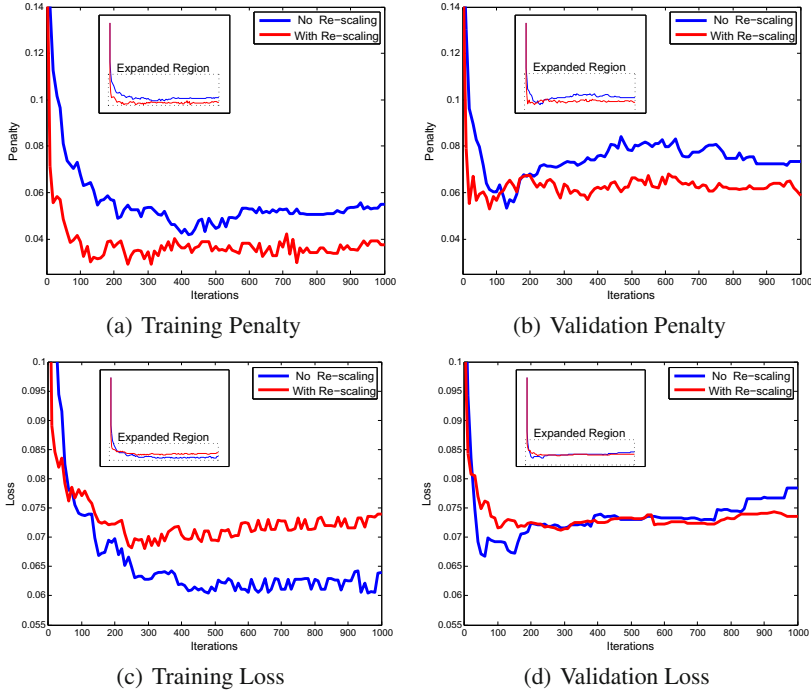 0.14
0.12
0.1
0.08
0.06
0.04
Penalty
0 100 200 300 400 500 600 700 800 900 1000
Iterations
No Re-scaling
With Re-scaling
Expanded Region
(a) Training Penalty
0.14
0.12
0.1
0.08
0.06
0.04
Penalty
0 100 200 300 400 500 600 700 800 900 1000
Iterations
No Re-scaling
With Re-scaling
Expanded Region
(b) Validation Penalty
0.1
0.095
0.09
0.085
0.08
0.075
0.07
0.065
0.06
0.055
Loss
0 100 200 300 400 500 600 700 800 900 1000
Iterations
No Re-scaling
With Re-scaling
Expanded Region
(c) Training Loss
0.1
0.095
0.09
0.085
0.08
0.075
0.07
0.065
0.06
0.055
Loss
0 100 200 300 400 500 600 700 800 900 1000
Iterations
No Re-scaling
With Re-scaling
Expanded Region
(d) Validation Loss